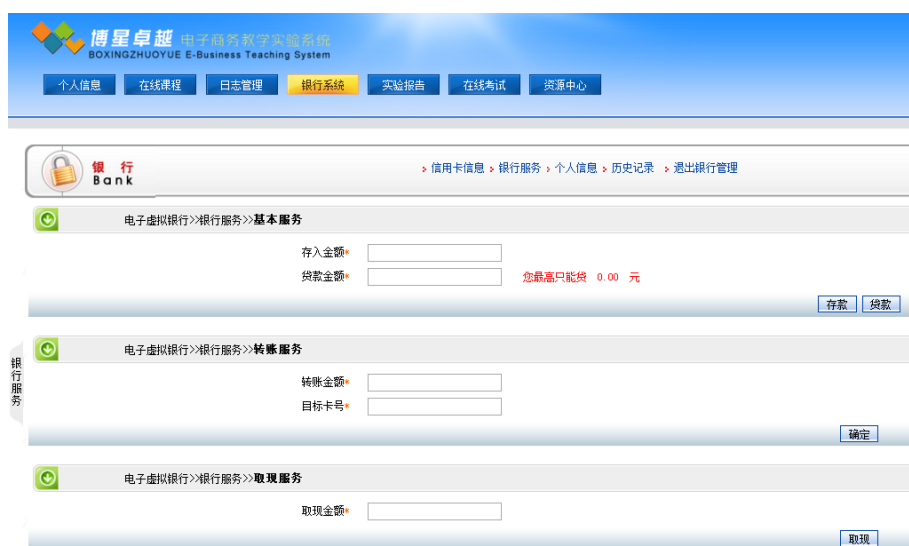 博星卓越 电子商务教学实验系统
BOXINGZHUOYUE E-Business Teaching System
个人信息 在线课程 日志管理 银行系统 实验报告 在线考试 资源中心
银 行
Bank
信用卡信息 银行服务 个人信息 历史记录 退出银行管理
电子虚拟银行>>银行服务>>基本服务
存入金额*
贷款金额* 您最高只能贷 0.00 元
存款 贷款
电子虚拟银行>>银行服务>>转账服务
银行服务
转账金额*
目标卡号*
确定
电子虚拟银行>>银行服务>>取现服务
取现金额*
取现